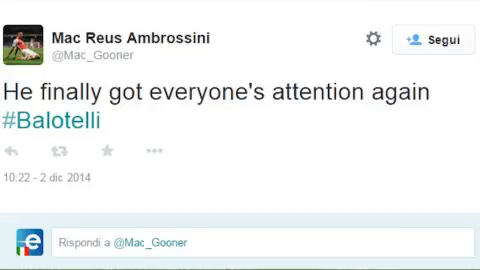 Mac Reus Ambrossini
@Mac_Gooner
Segui
He finally got everyone's attention again
#Balotelli
10:22 - 2 dic 2014
e
Rispondi a @Mac_Gooner